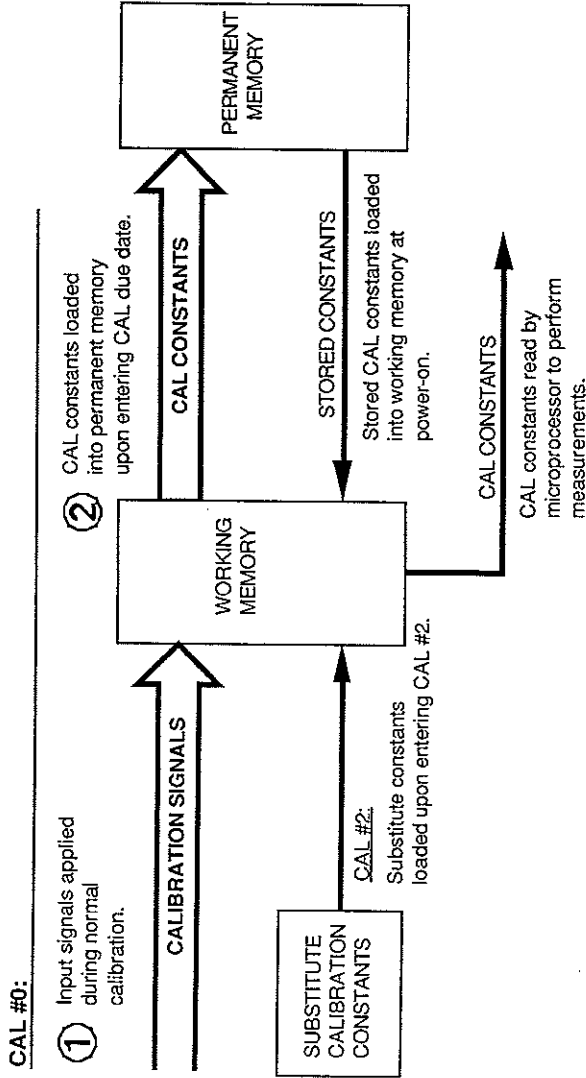 CAL #0:
① Input signals applied
during normal
calibration.
CALIBRATION SIGNALS
② CAL constants loaded
into permanent memory
upon entering CAL due date.
CAL CONSTANTS
WORKING
MEMORY
PERMANENT
MEMORY
STORED CONSTANTS
Stored CAL constants loaded
into working memory at
power-on.
SUBSTITUTE
CALIBRATION
CONSTANTS
CAL #2:
Substitute constants
loaded upon entering CAL #2.
CAL CONSTANTS
CAL constants read by
microprocessor to perform
measurements.